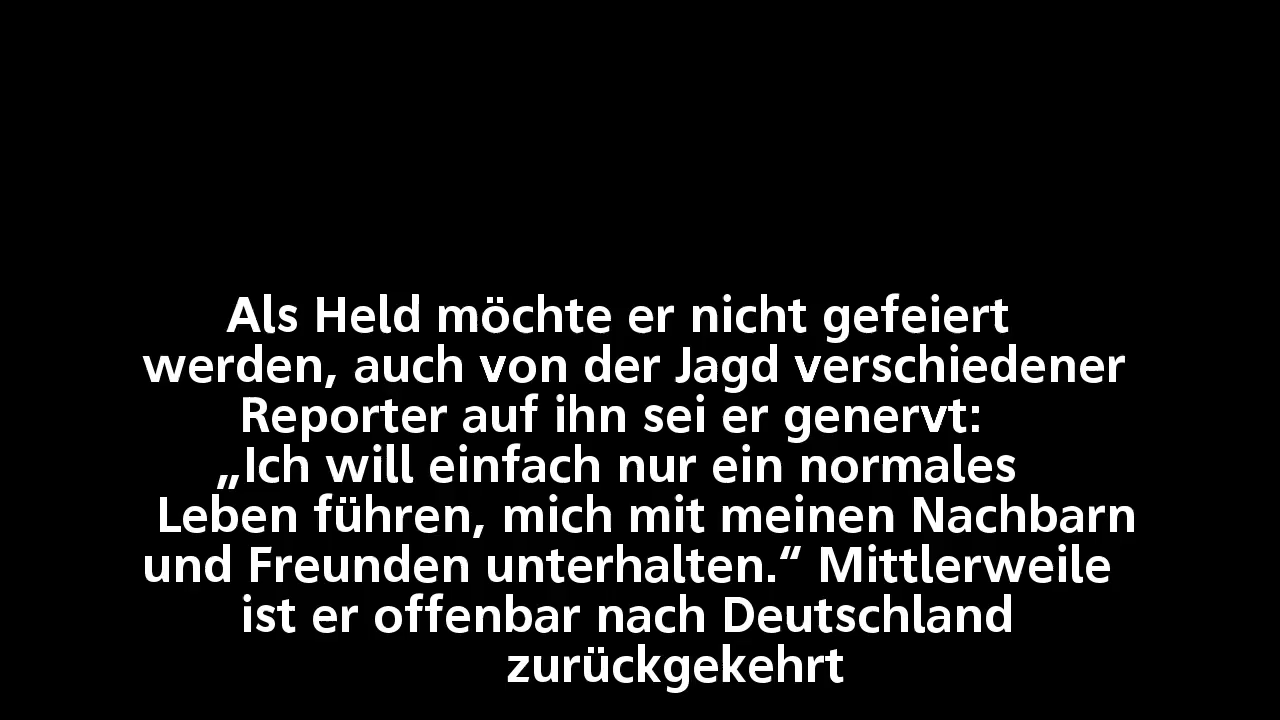 Als Held möchte er nicht gefeiert
werden, auch von der Jagd verschiedener
Reporter auf ihn sei er genervt:
„Ich will einfach nur ein normales
Leben führen, mich mit meinen Nachbarn
und Freunden unterhalten.“ Mittlerweile
ist er offenbar nach Deutschland
zurückgekehrt